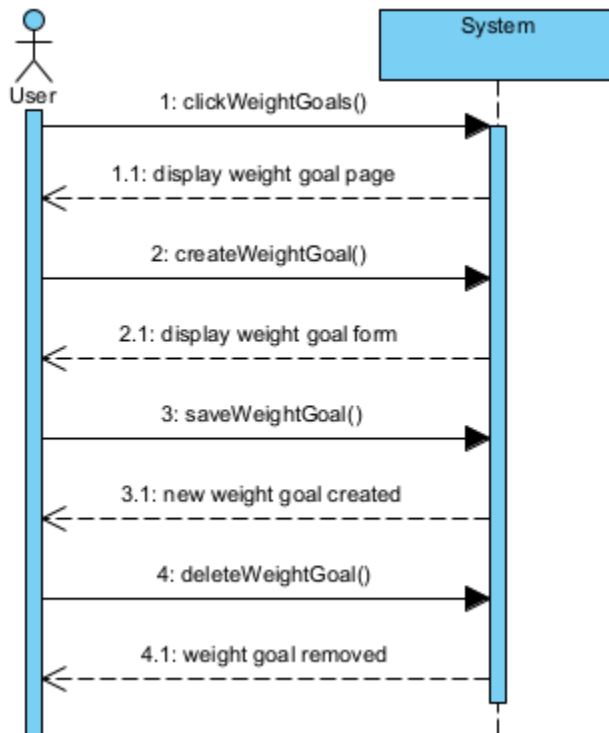 System
User
1: clickWeightGoals()
1.1: display weight goal page
2: createWeightGoal()
2.1: display weight goal form
3: saveWeightGoal()
3.1: new weight goal created
4: deleteWeightGoal()
4.1: weight goal removed